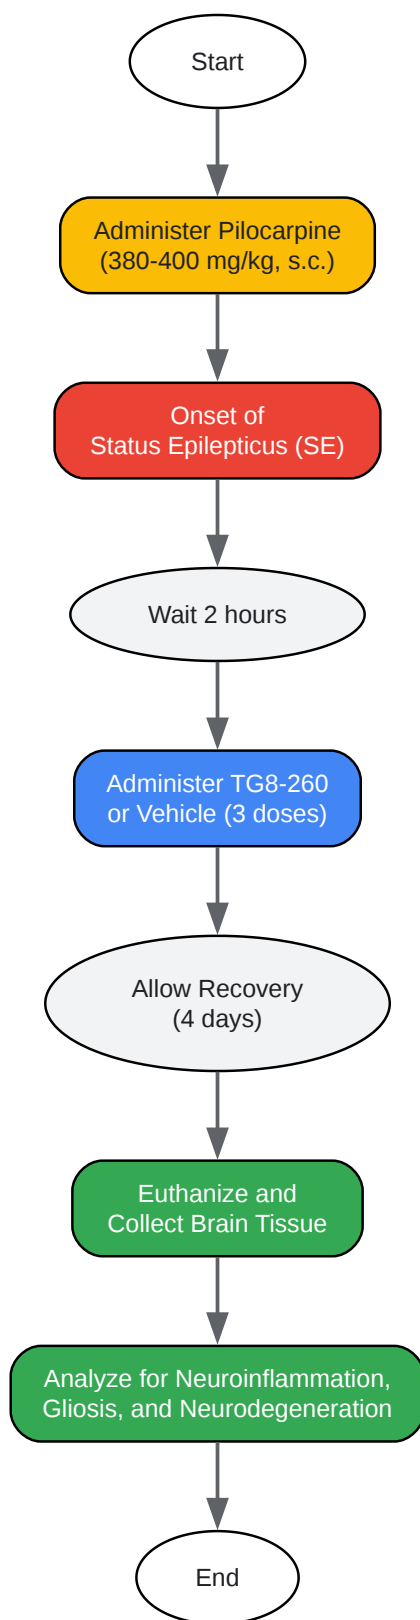 Start
Administer Pilocarpine
(380-400 mg/kg, s.c.)
Onset of
Status Epilepticus (SE)
Wait 2 hours
Administer TG8-260
or Vehicle (3 doses)
Allow Recovery
(4 days)
Euthanize and
Collect Brain Tissue
Analyze for Neuroinflammation,
Gliosis, and Neurodegeneration
End